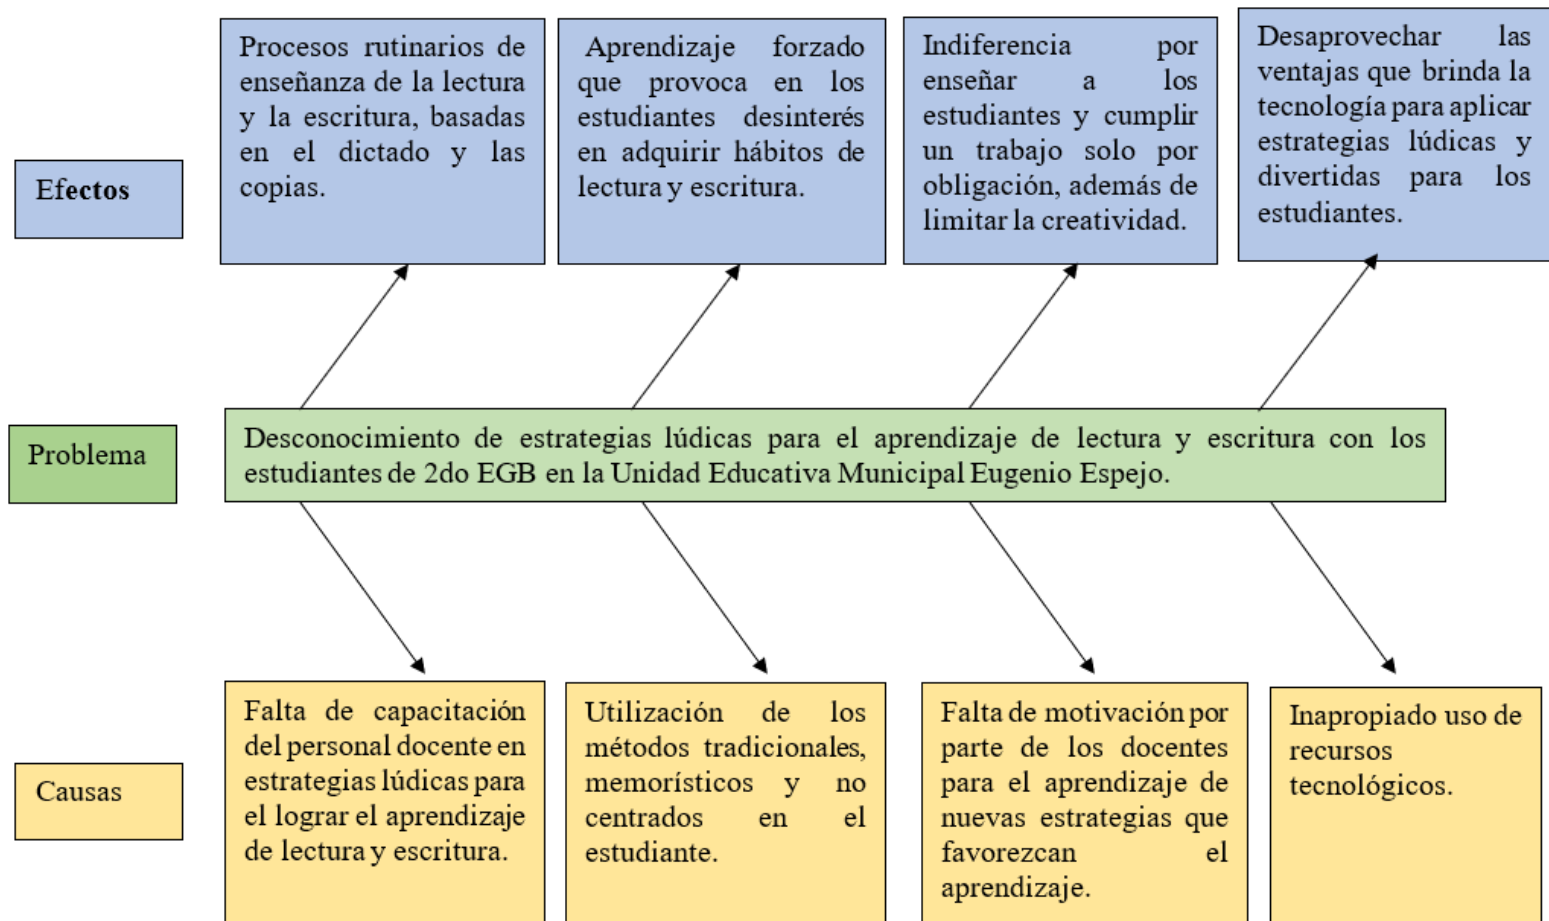 Procesos rutinarios de
enseñanza de la lectura
y la escritura, basadas
en el dictado y las
copias.
Aprendizaje forzado
que provoca en los
estudiantes desinterés
en adquirir hábitos de
lectura y escritura.
Indiferencia por
enseñar a los
estudiantes y cumplir
un trabajo solo por
obligación, además de
limitar la creatividad.
Desaprovechar las
ventajas que brinda la
tecnología para aplicar
estrategias lúdicas y
divertidas para los
estudiantes.
Efectos
Problema
Desconocimiento de estrategias lúdicas para el aprendizaje de lectura y escritura con los
estudiantes de 2do EGB en la Unidad Educativa Municipal Eugenio Espejo.
Causas
Falta de capacitación
del personal docente en
estrategias lúdicas para
el lograr el aprendizaje
de lectura y escritura.
Utilización de los
métodos tradicionales,
memorísticos y no
centrados en el
estudiante.
Falta de motivación por
parte de los docentes
para el aprendizaje de
nuevas estrategias que
favorezcan el
aprendizaje.
Inapropiado uso de
recursos
tecnológicos.